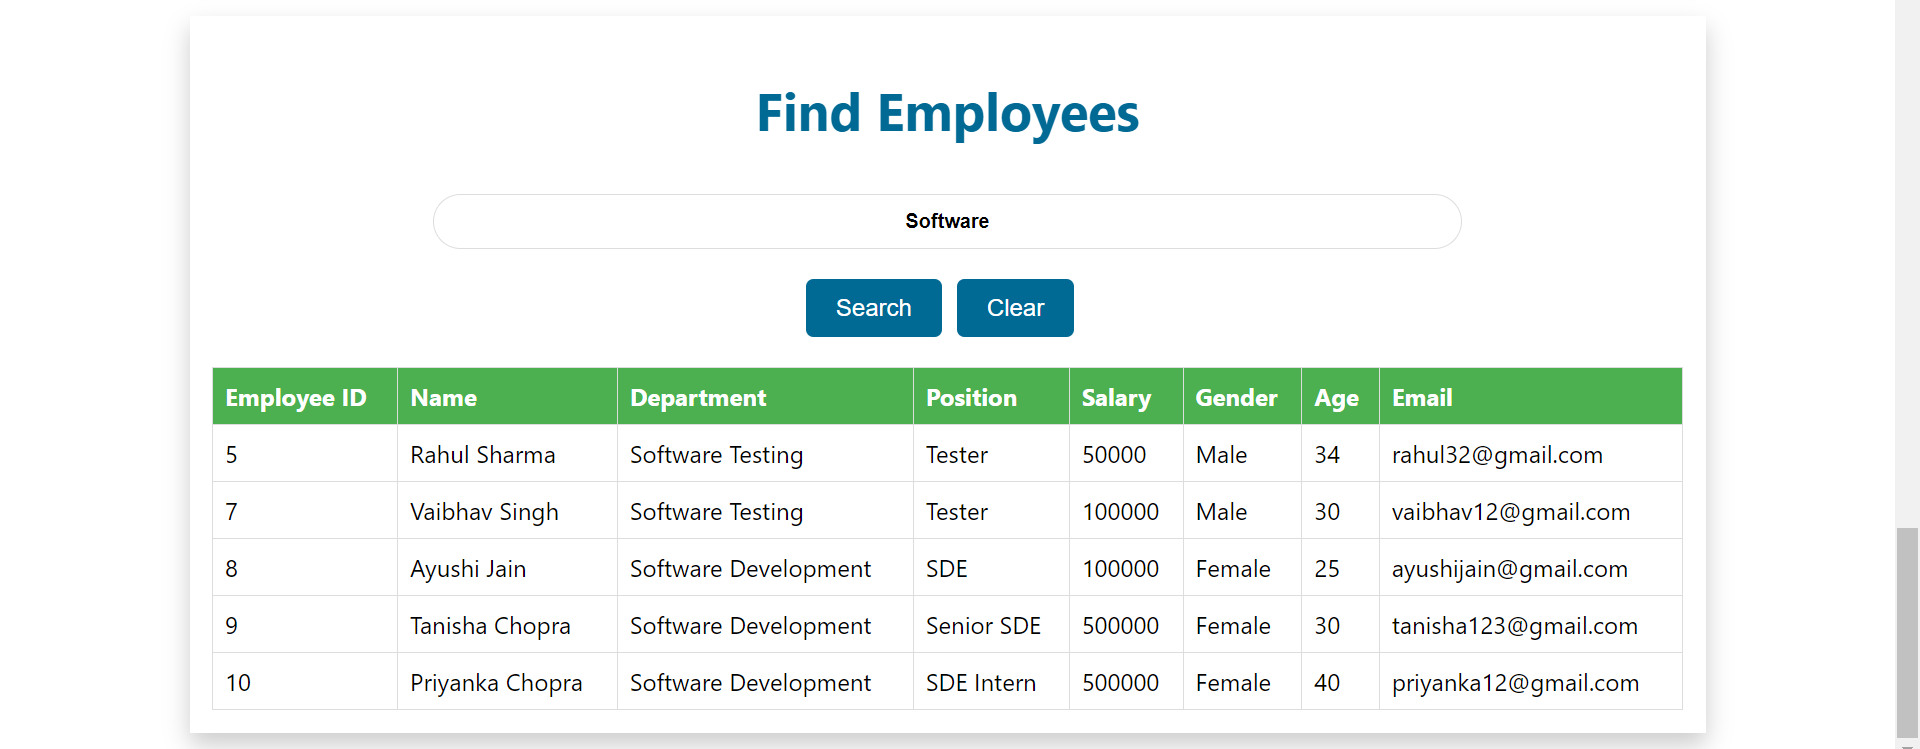 Find Employees
Software
Search Clear
Employee ID Name Department Position Salary Gender Age Email
5 Rahul Sharma Software Testing Tester 50000 Male 34 rahul32@gmail.com
7 Vaibhav Singh Software Testing Tester 100000 Male 30 vaibhav12@gmail.com
8 Ayushi Jain Software Development SDE 100000 Female 25 ayushijain@gmail.com
9 Tanisha Chopra Software Development Senior SDE 500000 Female 30 tanisha123@gmail.com
10 Priyanka Chopra Software Development SDE Intern 500000 Female 40 priyanka12@gmail.com